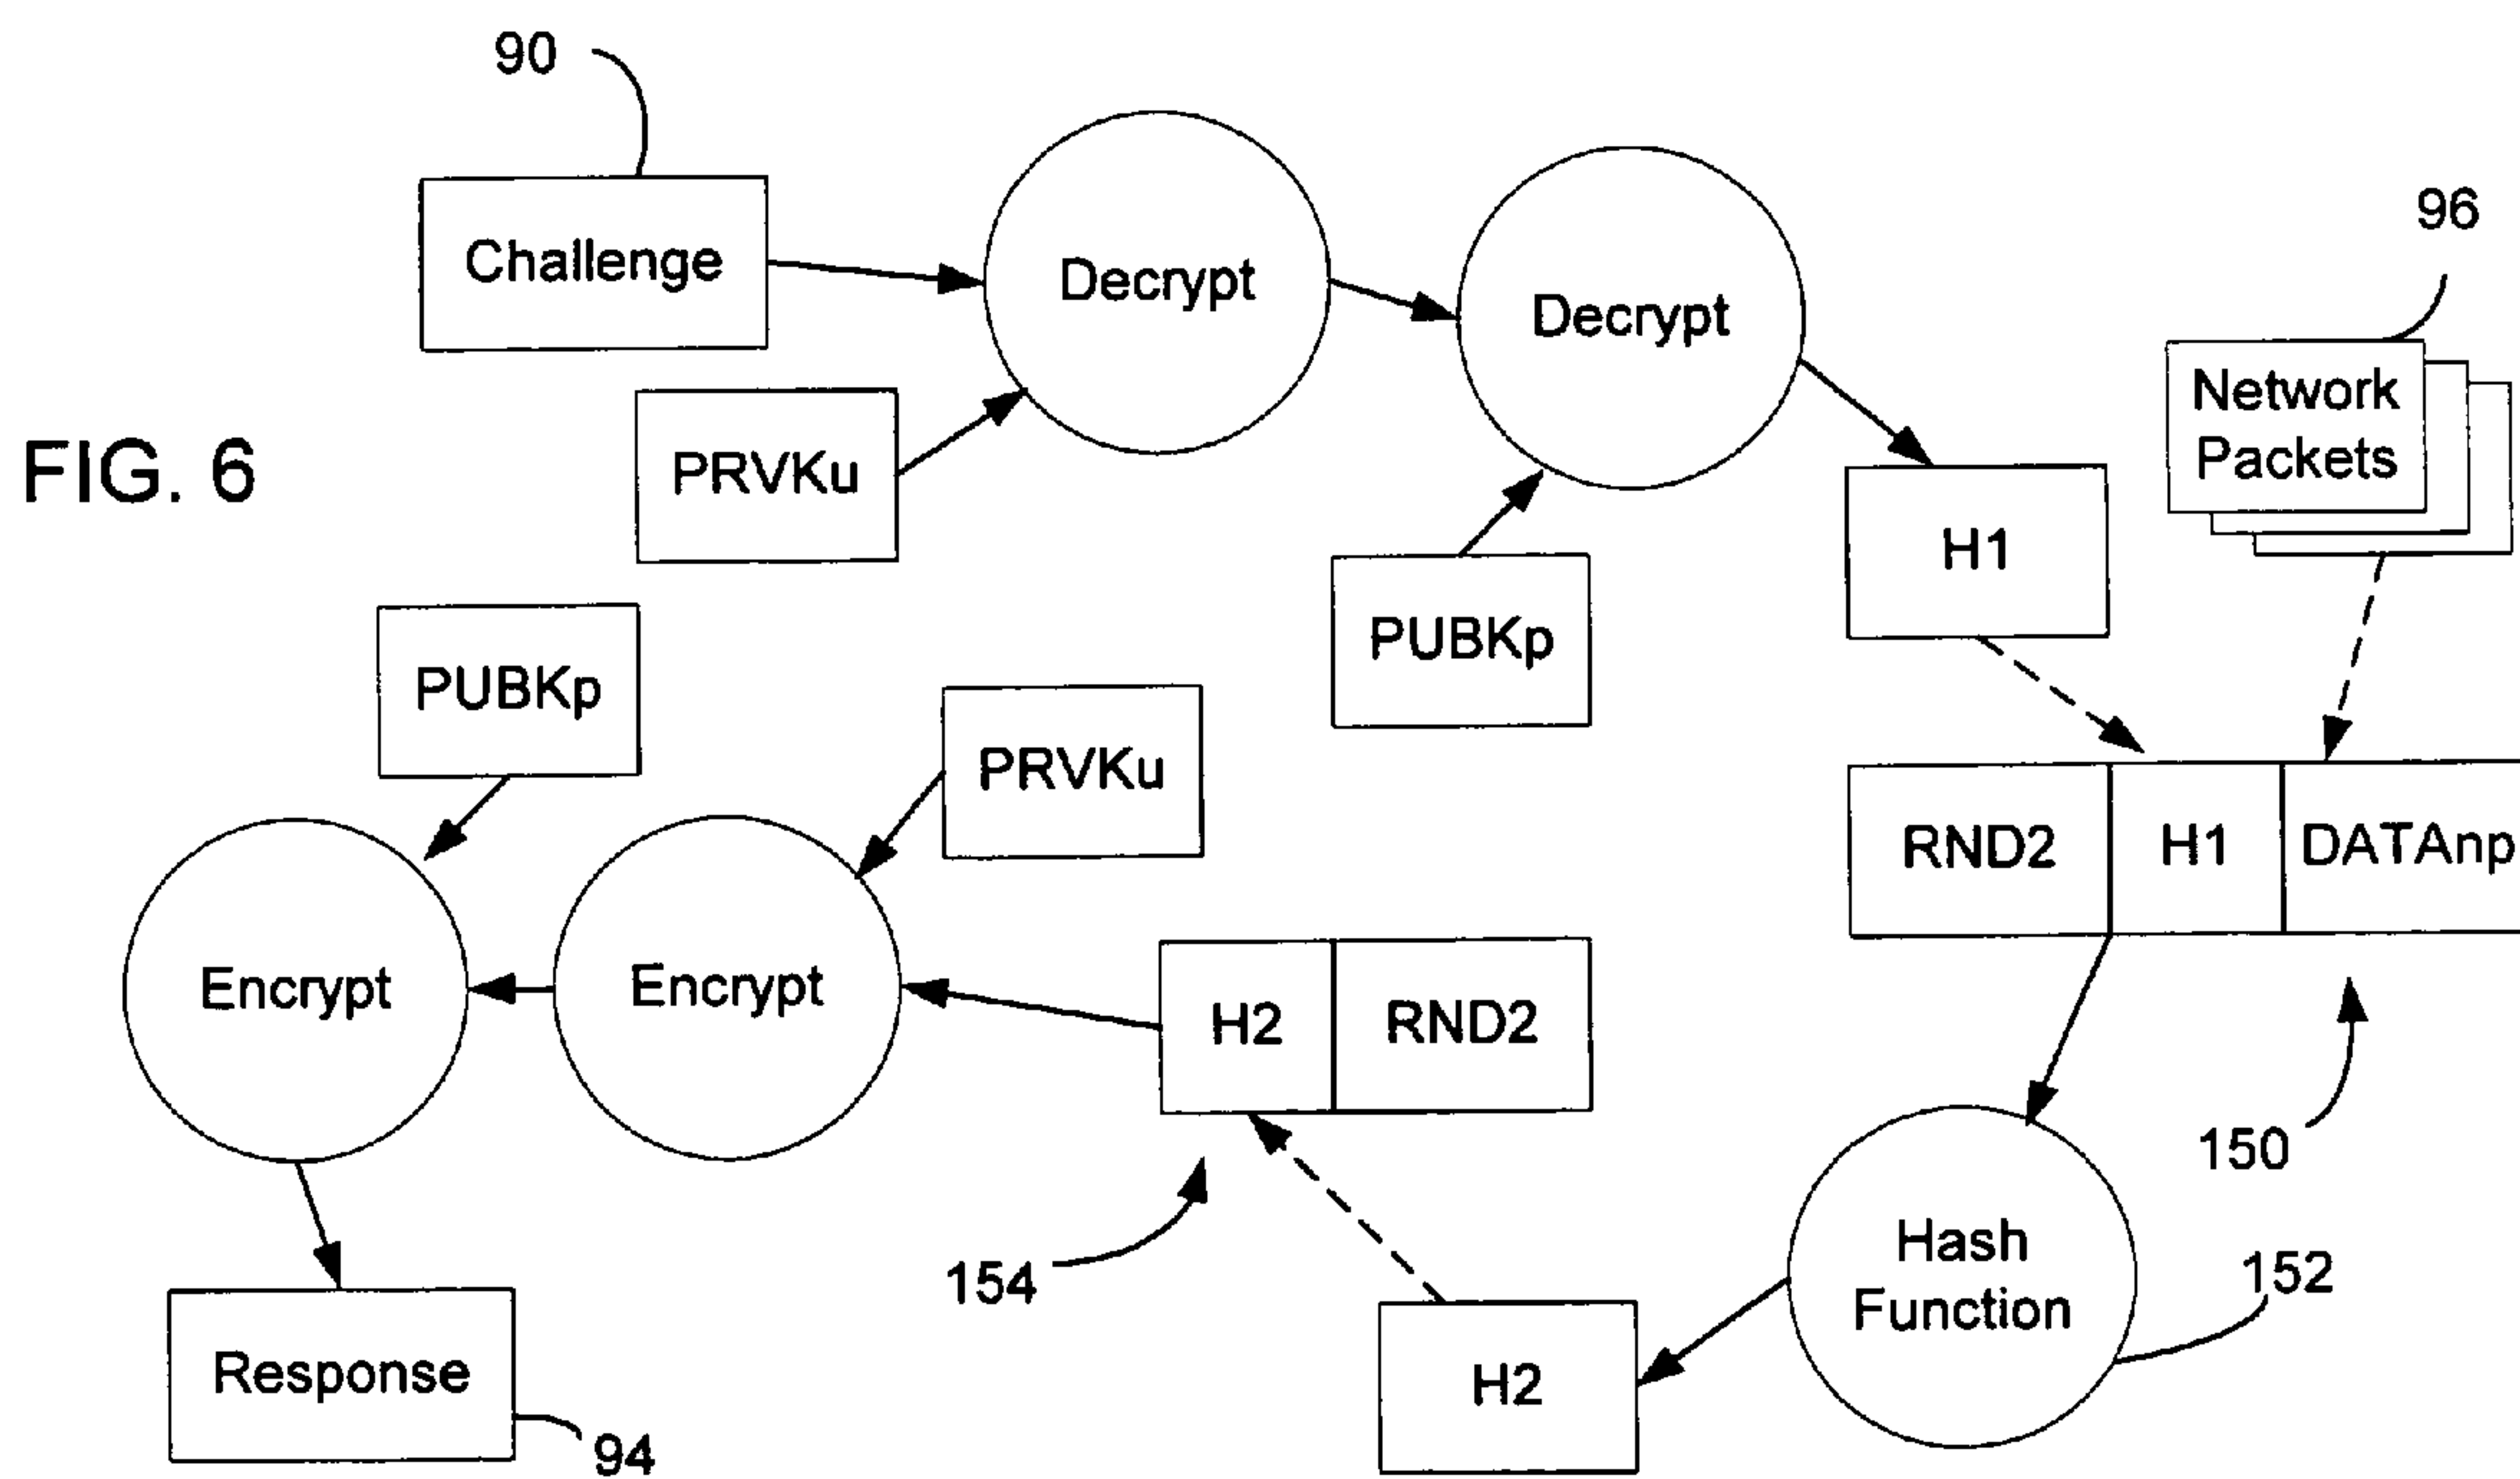 90
Challenge
Decrypt
Decrypt
96
Network
Packets
FIG. 6
PRVKu
H1
PUBKp
PUBKp
PRVKu
RND2
H1
DATAnp
Encrypt
Encrypt
H2
RND2
150
154
Hash
Function
152
Response
H2
94